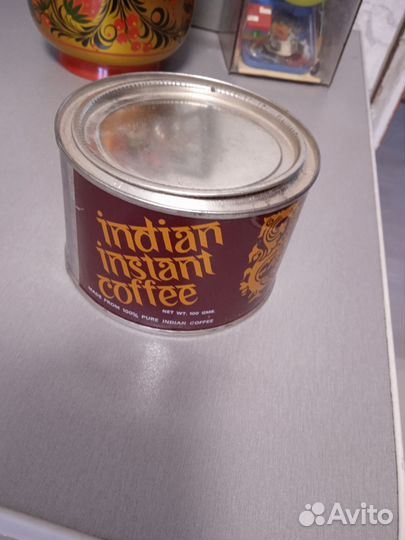 indian
instant
coffee
NET WT. 100 GMS.
MADE FROM 100% PURE INDIAN COFFEE
Avito